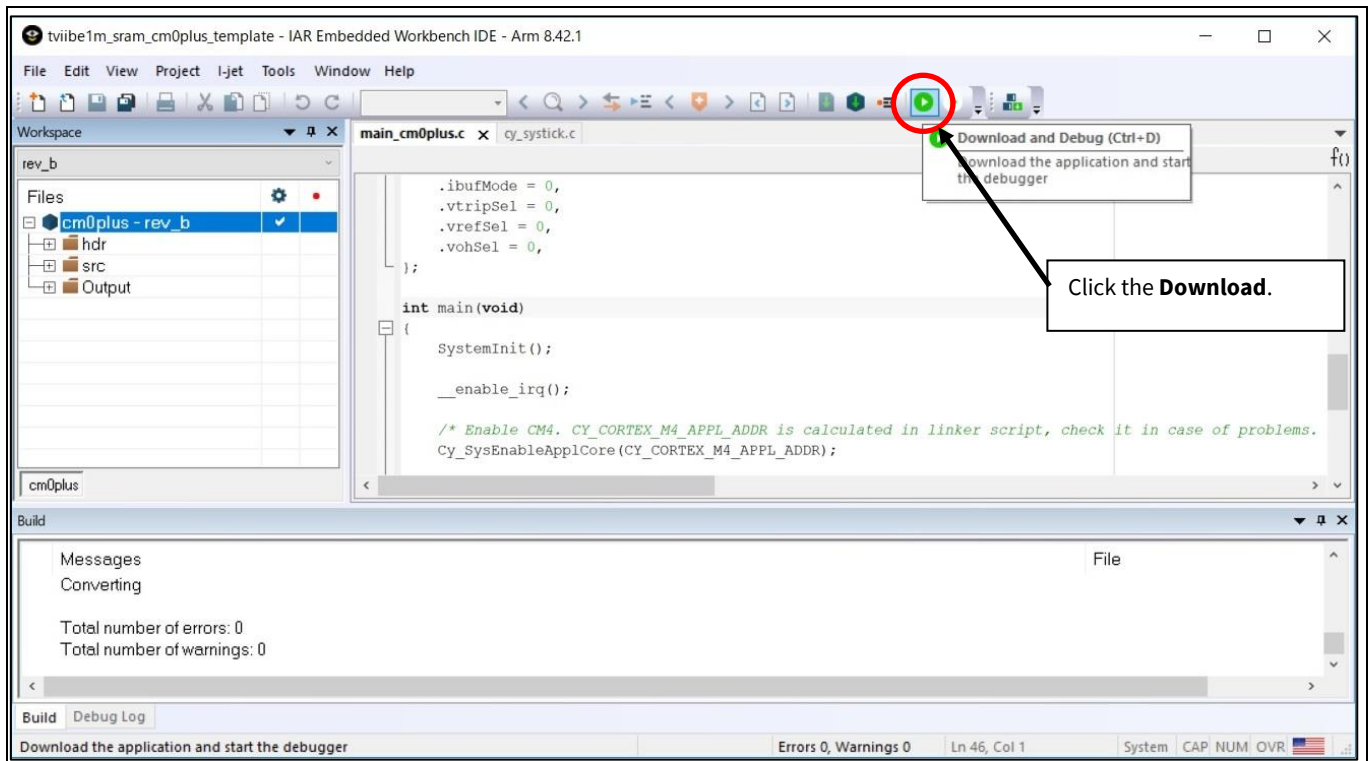 tviibe1m_sram_cm0plus_template - IAR Embedded Workbench IDE - Arm 8.42.1
File Edit View Project I-jet Tools Window Help
Workspace
main_cm0plus.c x cy_systick.c
Download and Debug (Ctrl+D)
Download the application and start
the debugger
rev_b
f()
Files
cm0plus - rev_b
hdr
src
Output
.ibufMode = 0,
.vtripSel = 0,
.vrefSel = 0,
.vohSel = 0,
};
Click the Download.
int main(void)
{
SystemInit();
__enable_irq();
/* Enable CM4. CY_CORTEX_M4_APPL_ADDR is calculated in linker script, check it in case of problems.
Cy_SysEnableApplCore(CY_CORTEX_M4_APPL_ADDR);
cm0plus
Build
Messages File
Converting
Total number of errors: 0
Total number of warnings: 0
Build Debug Log
Download the application and start the debugger Errors 0, Warnings 0 Ln 46, Col 1 System CAP NUM OVR